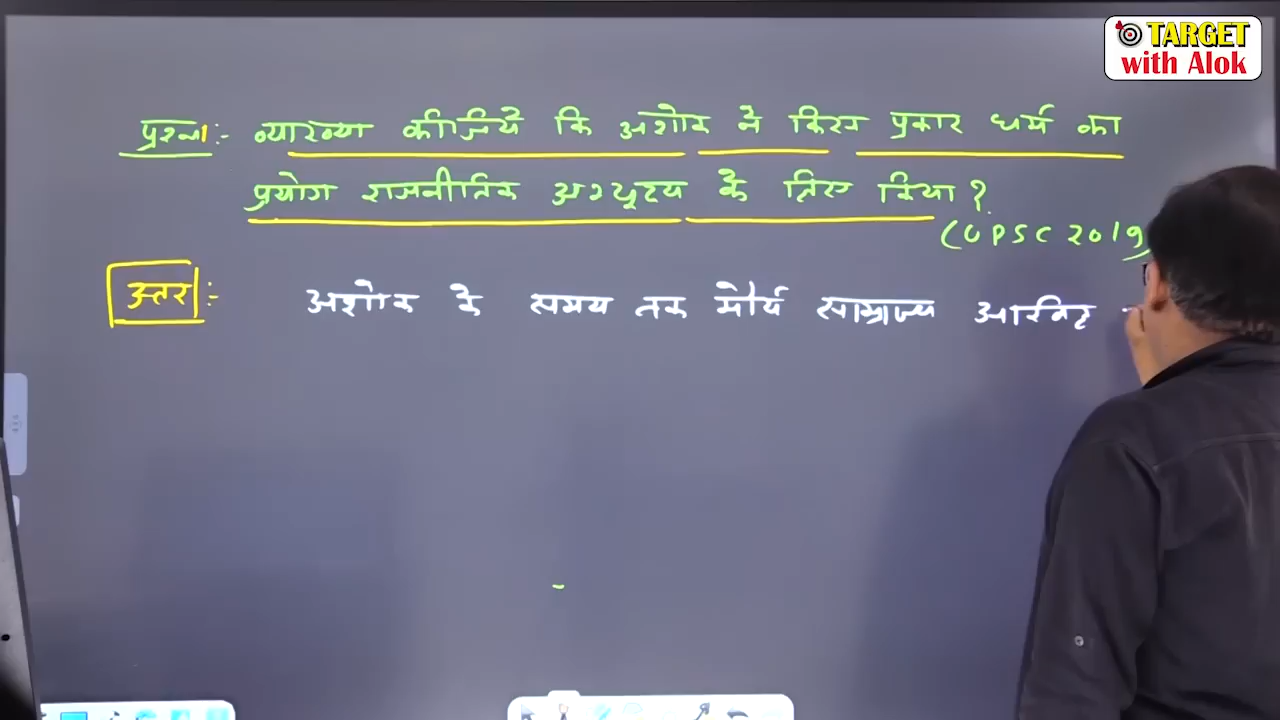 TARGET
with Alok
प्रश्न:- व्याख्या कीजिये कि अशोक ने किस प्रकार धर्म का
प्रयोग राजनीतिक अभ्युदय के लिए किया?
(UPSC 2019)
उत्तर :- अशोक के समय तक मौर्य साम्राज्य आर्थिक